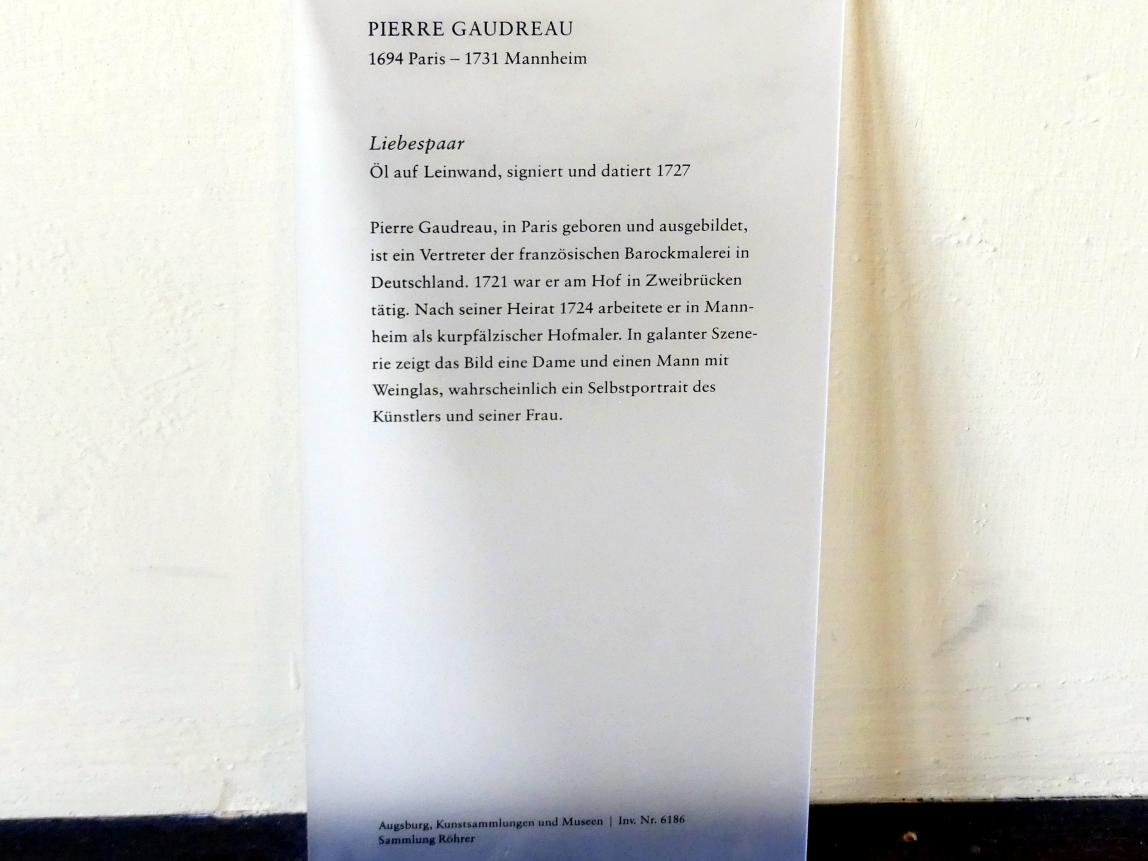 PIERRE GAUDREAU
1694 Paris – 1731 Mannheim
Liebespaar
Öl auf Leinwand, signiert und datiert 1727
Pierre Gaudreau, in Paris geboren und ausgebildet,
ist ein Vertreter der französischen Barockmalerei in
Deutschland. 1721 war er am Hof in Zweibrücken
tätig. Nach seiner Heirat 1724 arbeitete er in Mann-
heim als kurpfälzischer Hofmaler. In galanter Szene-
rie zeigt das Bild eine Dame und einen Mann mit
Weinglas, wahrscheinlich ein Selbstportrait des
Künstlers und seiner Frau.
Augsburg, Kunstsammlungen und Museen | Inv. Nr. 6186
Sammlung Röhrer